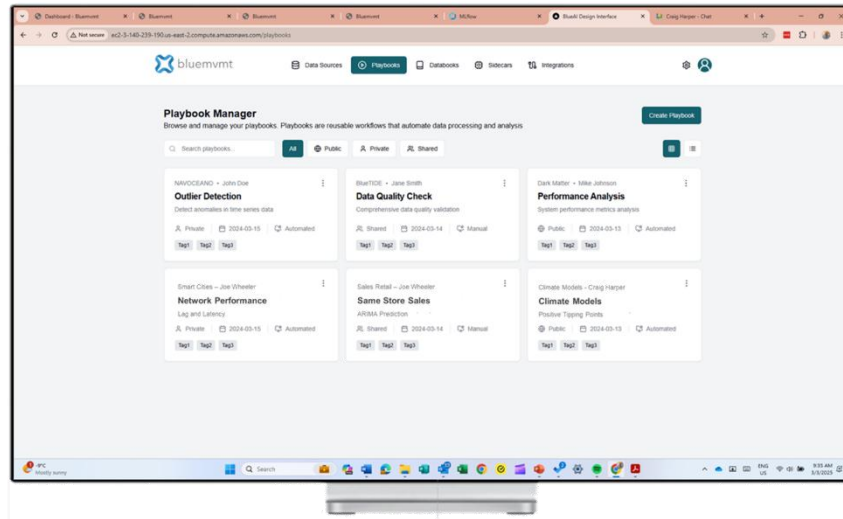 Dashboard - Bluemvmt
Bluemvmt
Bluemvmt
Bluemvmt
MLflow
BlueAI Design Interface
Craig Harper - Chat
Not secure ec2-3-140-239-190.us-east-2.compute.amazonaws.com/playbooks
bluemvmt
Data Sources
Playbooks
Databooks
Sidecars
Integrations
Playbook Manager
Browse and manage your playbooks. Playbooks are reusable workflows that automate data processing and analysis
Create Playbook
Search playbooks...
All
Public
Private
Shared
NAVOCEANO • John Doe
Outlier Detection
Detect anomalies in time series data
Private 2024-03-15 Automated
Tag1 Tag2 Tag3
BlueTIDE • Jane Smith
Data Quality Check
Comprehensive data quality validation
Shared 2024-03-14 Manual
Tag1 Tag2 Tag3
Dark Matter • Mike Johnson
Performance Analysis
System performance metrics analysis
Public 2024-03-13 Automated
Tag1 Tag2 Tag3
Smart Cities – Joe Wheeler
Network Performance
Lag and Latency
Private 2024-03-15 Automated
Tag1 Tag2 Tag3
Sales Retail – Joe Wheeler
Same Store Sales
ARIMA Prediction
Shared 2024-03-14 Manual
Tag1 Tag2 Tag3
Climate Models - Craig Harper
Climate Models
Positive Tipping Points
Public 2024-03-13 Automated
Tag1 Tag2 Tag3
-9°C
Mostly sunny
Search
ENG
US
9:35 AM
3/3/2025